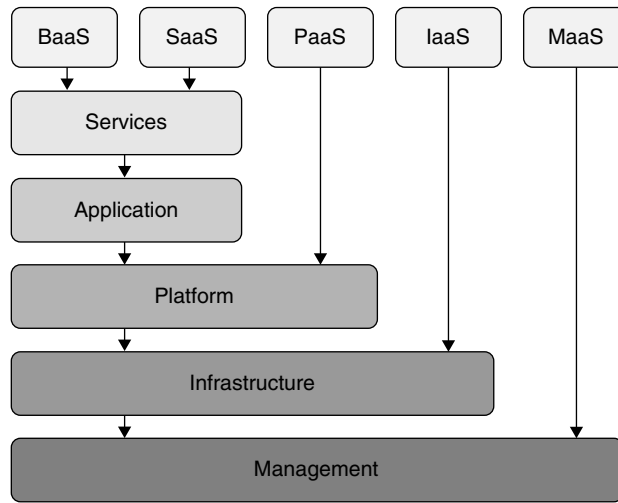 BaaS SaaS PaaS IaaS MaaS
Services
Application
Platform
Infrastructure
Management